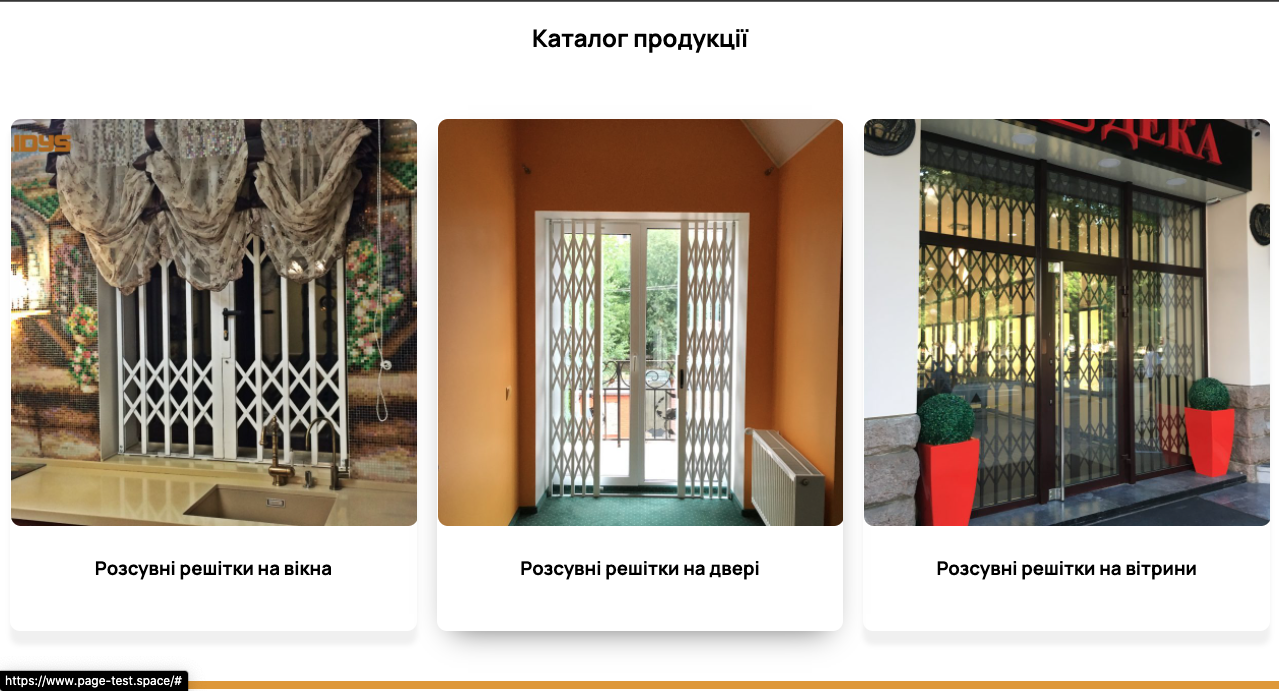 Каталог продукції
ДЕКА
Розсувні решітки на вікна
Розсувні решітки на двері
Розсувні решітки на вітрини
https://www.page-test.space/#